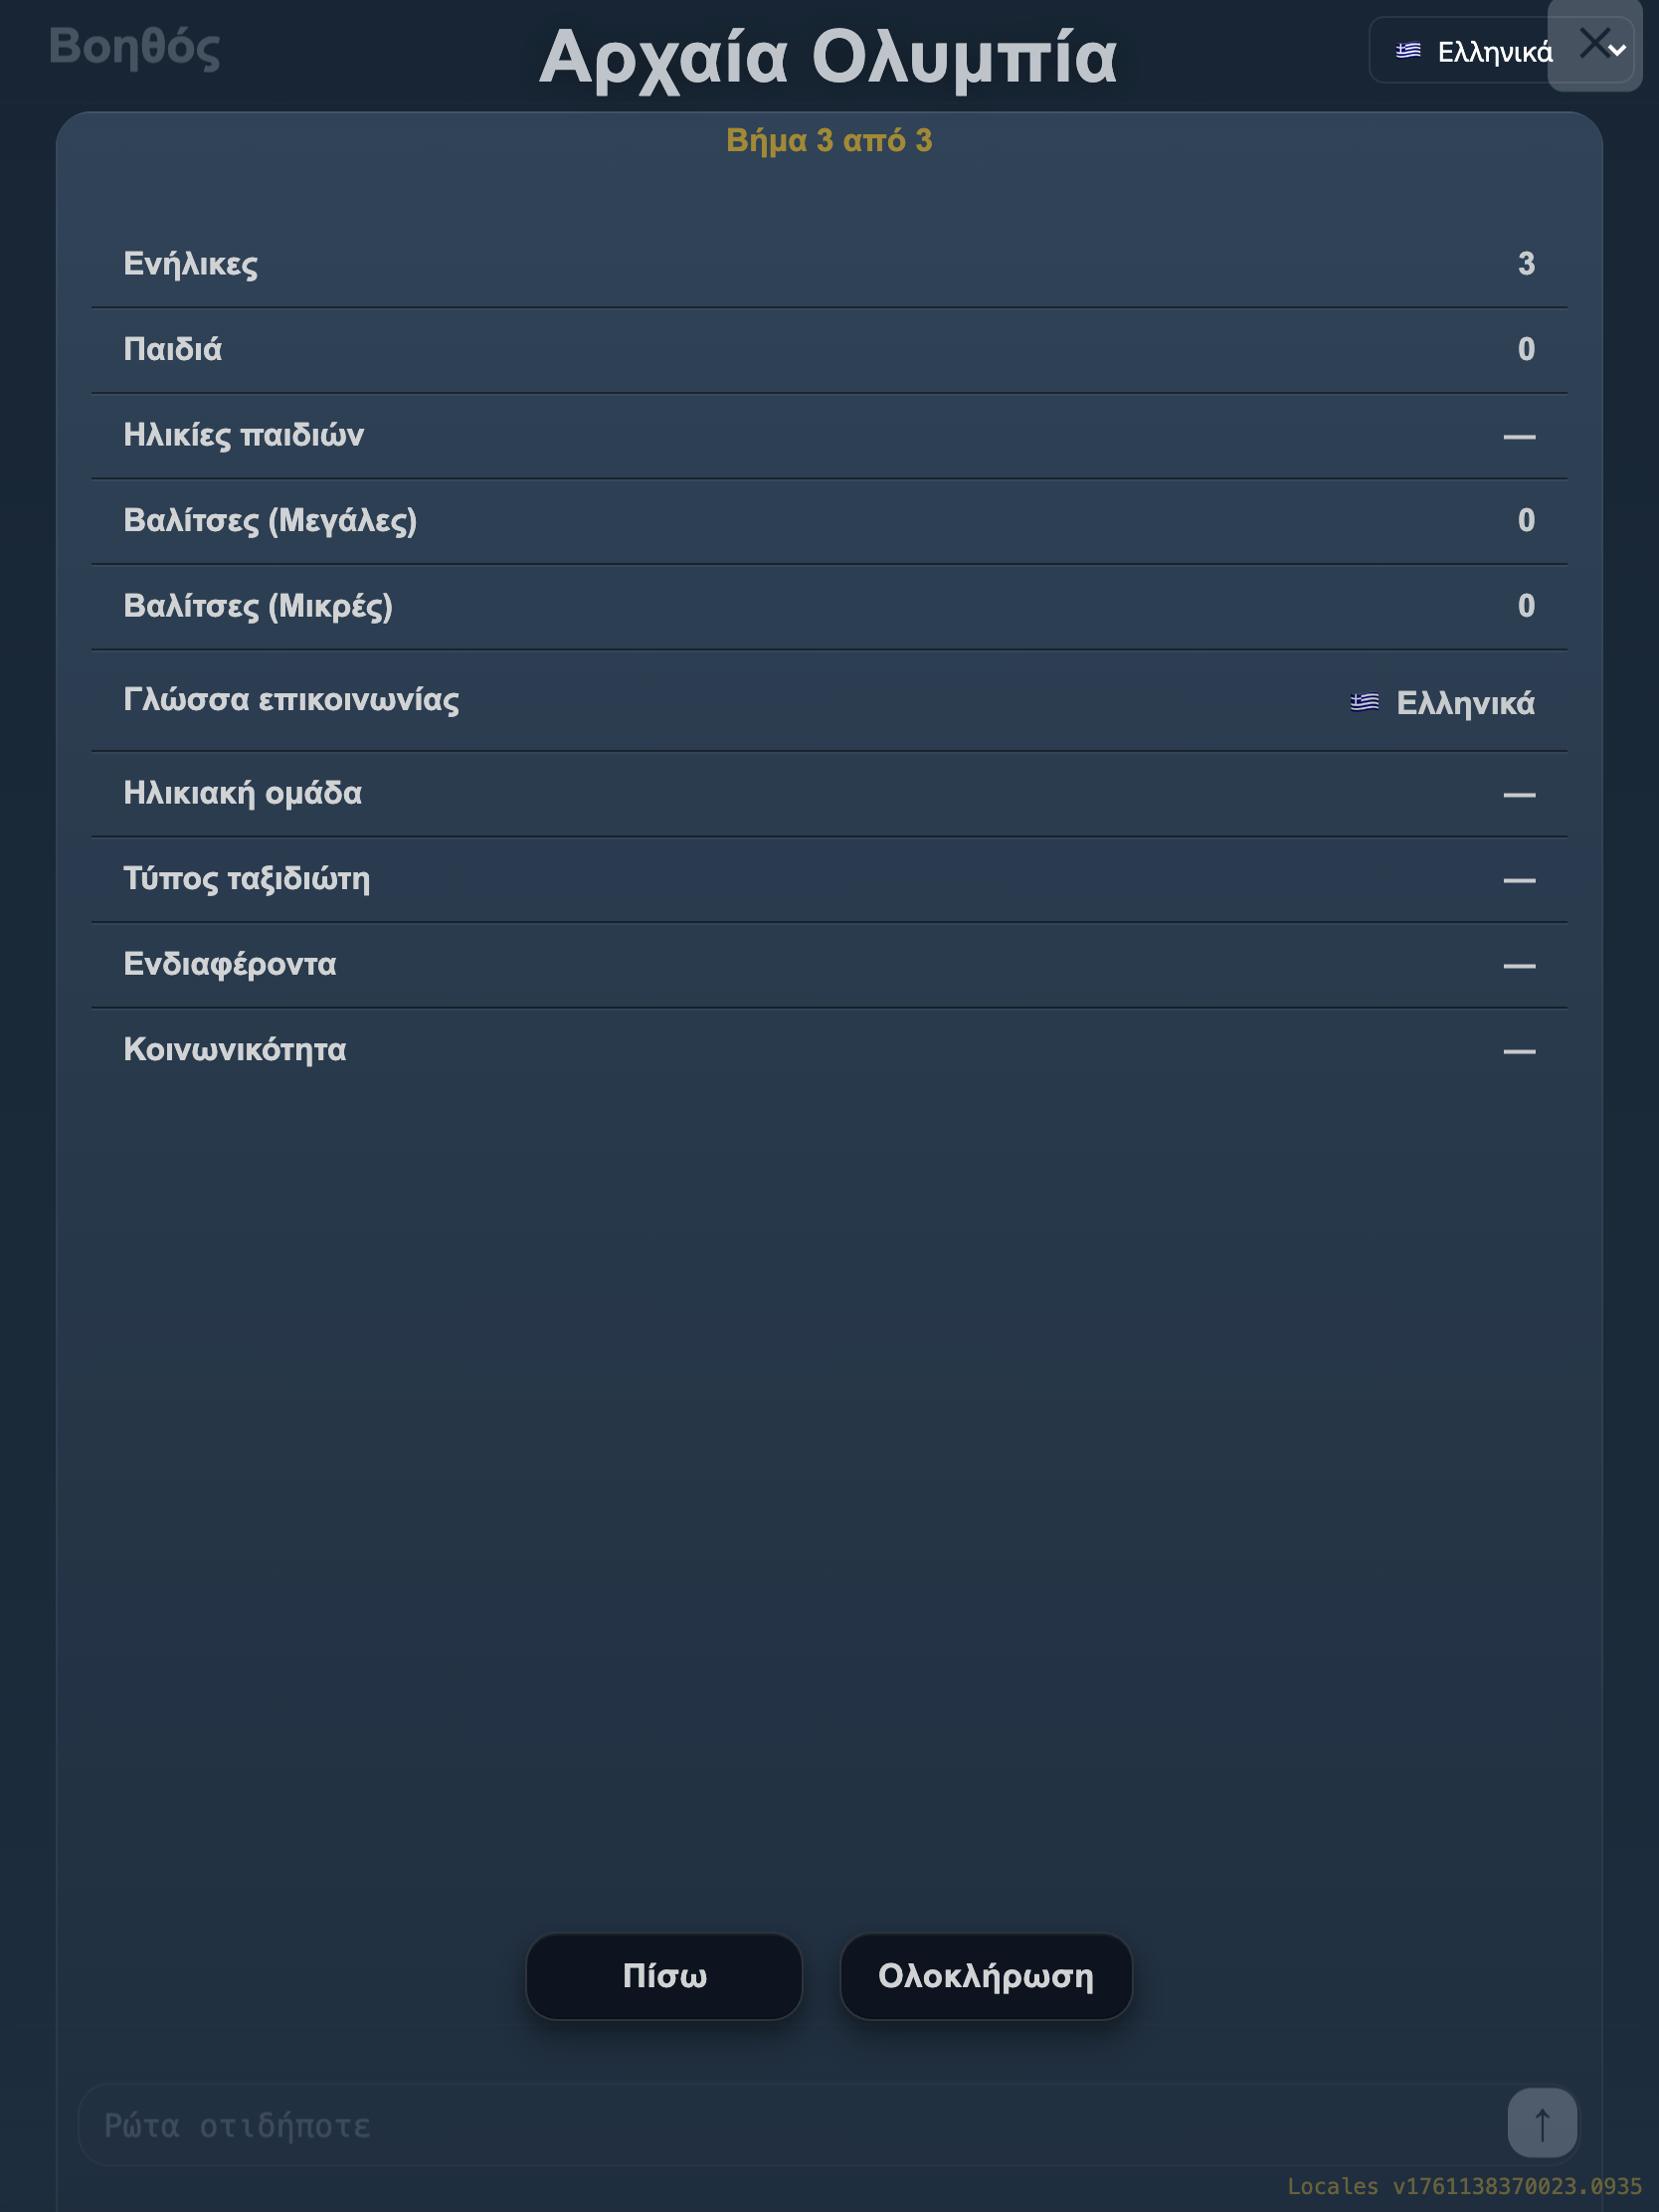 Βοηθός
Αρχαία Ολυμπία
Ελληνικά
Βήμα 3 από 3
Ενήλικες 3
Παιδιά 0
Ηλικίες παιδιών —
Βαλίτσες (Μεγάλες) 0
Βαλίτσες (Μικρές) 0
Γλώσσα επικοινωνίας Ελληνικά
Ηλικιακή ομάδα —
Τύπος ταξιδιώτη —
Ενδιαφέροντα —
Κοινωνικότητα —
Πίσω
Ολοκλήρωση
Ρώτα οτιδήποτε
Locales v1761138370023.0935